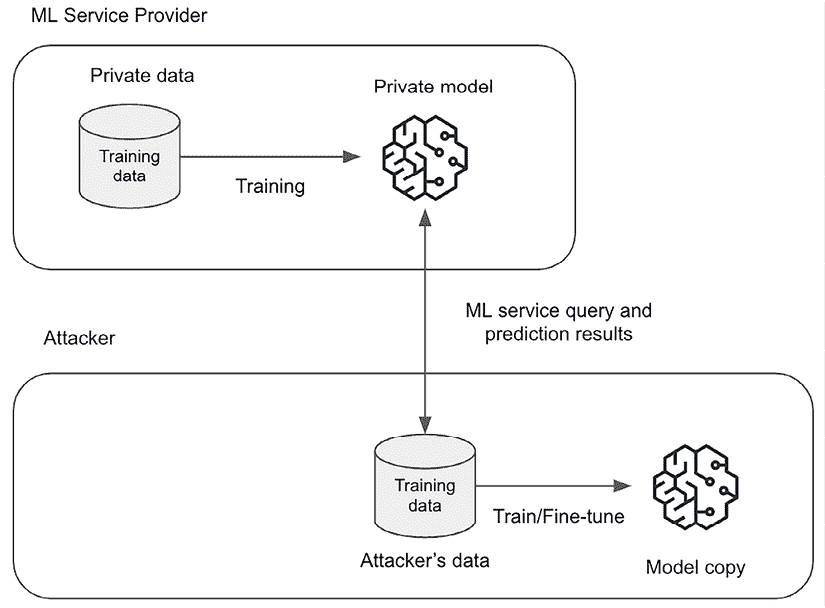 ML Service Provider
Private data
Private model
Training
data
Training
ML service query and
prediction results
Attacker
Training
data
Train/Fine-tune
Attacker's data
Model copy